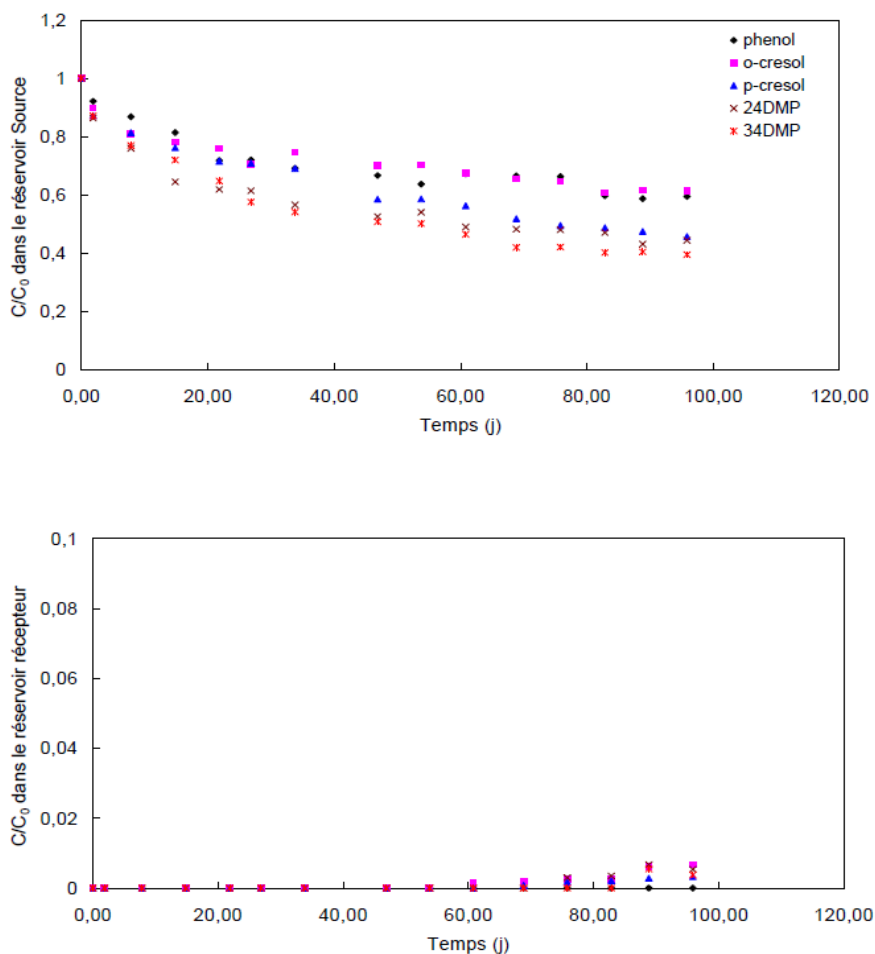 1,2
1
0,8
0,6
0,4
0,2
0
C/C0 dans le réservoir Source
phenol
o-cresol
p-cresol
24DMP
34DMP
0,00 20,00 40,00 60,00 80,00 100,00 120,00
Temps (j)
0,1
0,08
0,06
0,04
0,02
0
C/C0 dans le réservoir récepteur
0,00 20,00 40,00 60,00 80,00 100,00 120,00
Temps (j)